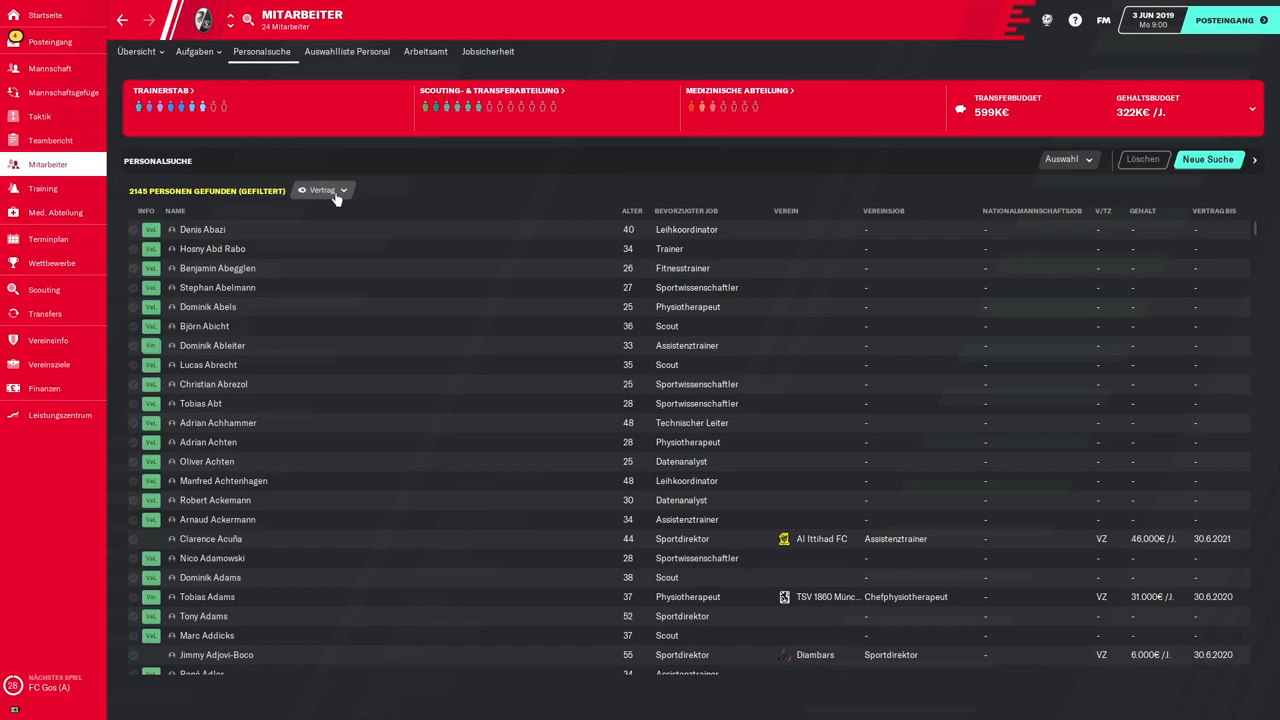 Startseite
4
Posteingang
Mannschaft
Mannschaftsgefüge
Taktik
Teambericht
Mitarbeiter
Training
Med. Abteilung
Terminplan
Wettbewerbe
Scouting
Transfers
Vereinsinfo
Vereinsziele
Finanzen
Leistungszentrum
28
NÄCHSTES SPIEL
FC Gos (A)
MITARBEITER
24 Mitarbeiter
?
FM
3 JUN 2019
Mo 9:00
POSTEINGANG
Übersicht
Aufgaben
Personalsuche
Auswahlliste Personal
Arbeitsamt
Jobsicherheit
TRAINERSTAB >
SCOUTING- & TRANSFERABTEILUNG >
MEDIZINISCHE ABTEILUNG >
TRANSFERBUDGET
599K€
GEHALTSBUDGET
322K€ /J.
PERSONALSUCHE
Auswahl
Löschen
Neue Suche
2145 PERSONEN GEFUNDEN (GEFILTERT)
Vertrag
INFO NAME ALTER BEVORZUGTER JOB VEREIN VEREINSJOB NATIONALMANNSCHAFTSJOB V/TZ GEHALT VERTRAG BIS
VeL Denis Abazi 40 Leihkoordinator - - - - -
VeL Hosny Abd Rabo 34 Trainer - - - - -
VeL Benjamin Abegglen 26 Fitnesstrainer - - - - -
VeL Stephan Abelmann 27 Sportwissenschaftler - - - - -
VeL Dominik Abels 25 Physiotherapeut - - - - -
VeL Björn Abicht 36 Scout - - - - -
Vin Dominik Ableiter 33 Assistenztrainer - - - - -
VeL Lucas Abrecht 35 Scout - - - - -
VeL Christian Abrezol 25 Sportwissenschaftler - - - - -
VeL Tobias Abt 28 Sportwissenschaftler - - - - -
VeL Adrian Achhammer 48 Technischer Leiter - - - - -
VeL Adrian Achten 28 Physiotherapeut - - - - -
VeL Oliver Achten 25 Datenanalyst - - - - -
VeL Manfred Achtenhagen 48 Leihkoordinator - - - - -
VeL Robert Ackemann 30 Datenanalyst - - - - -
VeL Arnaud Ackermann 34 Assistenztrainer - - - - -
Clarence Acuña 44 Sportdirektor Al Ittihad FC Assistenztrainer - VZ 46.000€ /J. 30.6.2021
VeL Nico Adamowski 28 Sportwissenschaftler - - - - -
VeL Dominik Adams 38 Scout - - - - -
Vin Tobias Adams 37 Physiotherapeut TSV 1860 Münc... Chefphysiotherapeut - VZ 31.000€ /J. 30.6.2020
VeL Tony Adams 52 Sportdirektor - - - - -
VeL Marc Addicks 37 Scout - - - - -
Jimmy Adjovi-Boco 55 Sportdirektor Diambars Sportdirektor - VZ 6.000€ /J. 30.6.2020
VeL René Adler 34 Assistenztrainer